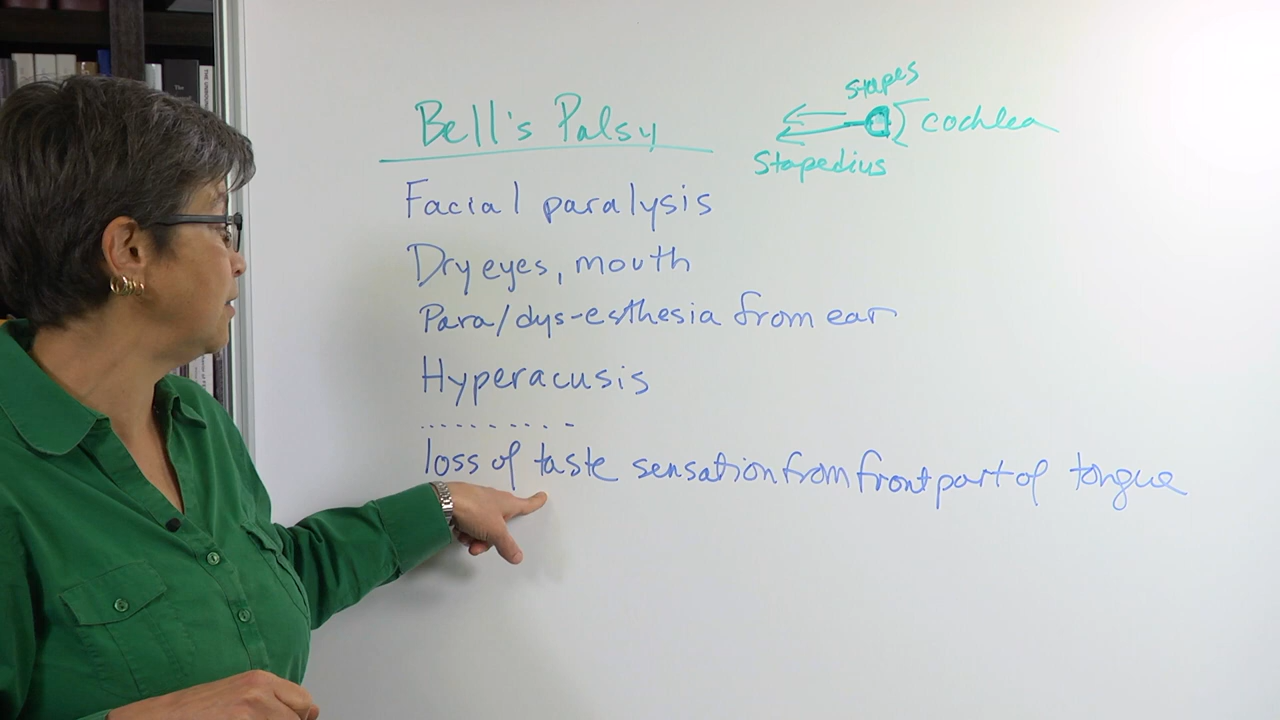 Bell's Palsy
stapes
cochlea
Stapedius
Facial paralysis
Dry eyes, mouth
Para/dys-esthesia from ear
Hyperacusis
loss of taste sensation from front part of tongue